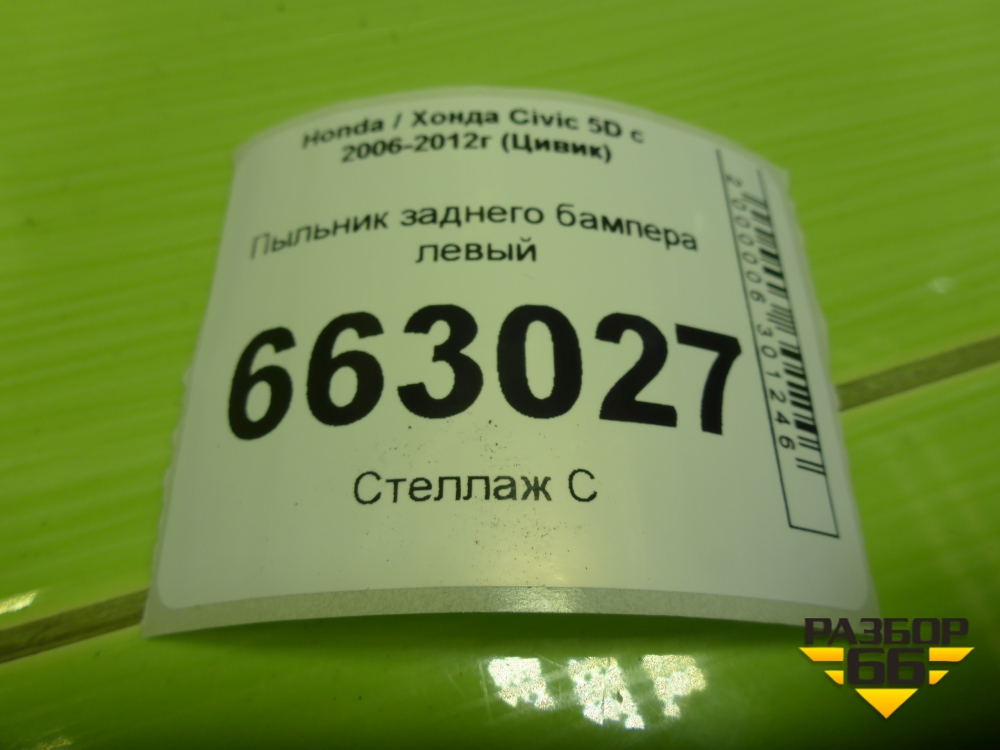 Honda / Хонда Civic 5D с
2006-2012г (Цивик)
Пыльник заднего бампера
левый
663027
Стеллаж С
2000006301246
РАЗБОР
66